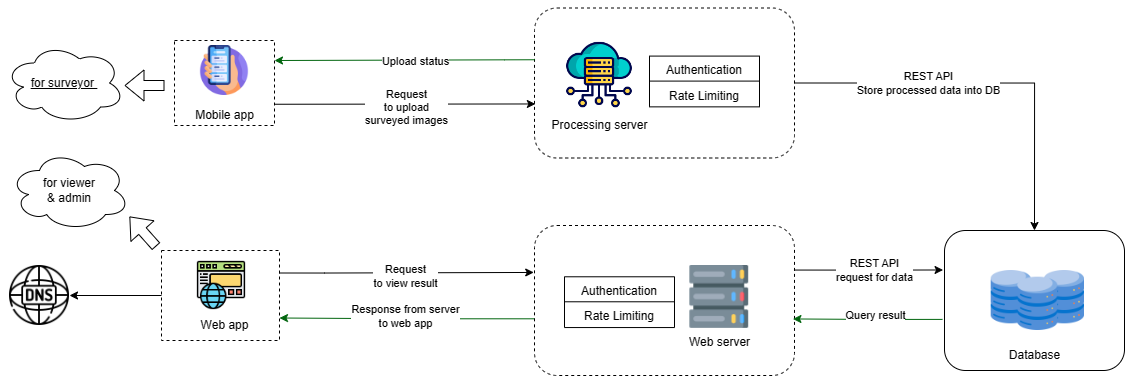 for surveyor
Mobile app
Upload status
Request
to upload
surveyed images
Processing server
Authentication
Rate Limiting
REST API
Store processed data into DB
for viewer
& admin
DNS
Web app
Request
to view result
Response from server
to web app
Authentication
Rate Limiting
Web server
REST API
request for data
Query result
Database